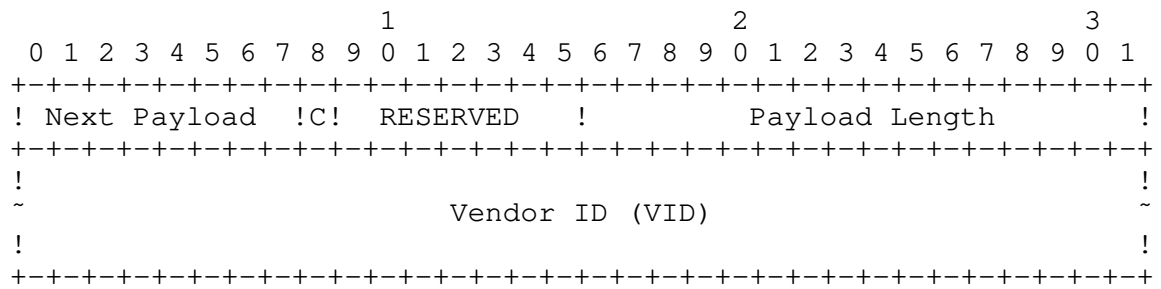 1                   2                   3
 0 1 2 3 4 5 6 7 8 9 0 1 2 3 4 5 6 7 8 9 0 1 2 3 4 5 6 7 8 9 0 1
+-+-+-+-+-+-+-+-+-+-+-+-+-+-+-+-+-+-+-+-+-+-+-+-+-+-+-+-+-+-+-+-+
! Next Payload  !C!  RESERVED   !         Payload Length        !
+-+-+-+-+-+-+-+-+-+-+-+-+-+-+-+-+-+-+-+-+-+-+-+-+-+-+-+-+-+-+-+-+
!                                                               !
~                        Vendor ID (VID)                        ~
!                                                               !
+-+-+-+-+-+-+-+-+-+-+-+-+-+-+-+-+-+-+-+-+-+-+-+-+-+-+-+-+-+-+-+-+